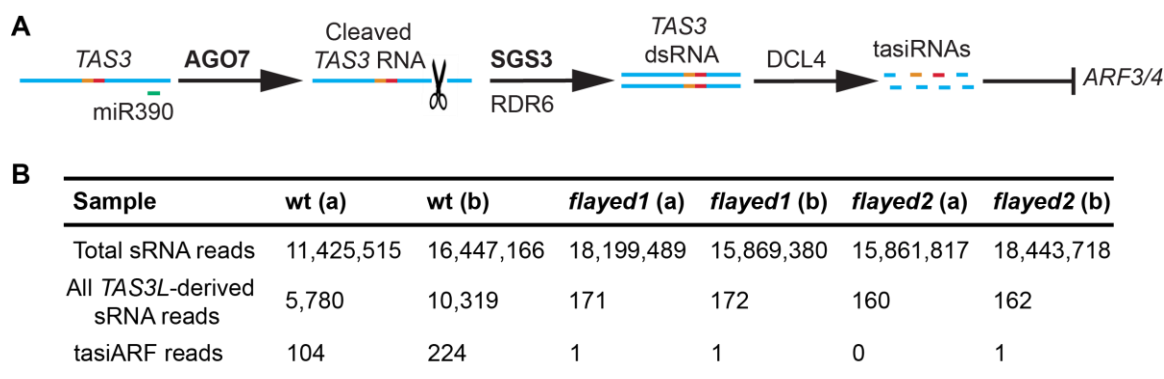 A
TAS3
miR390
AGO7
Cleaved
TAS3 RNA
SGS3
RDR6
TAS3
dsRNA
DCL4
tasiRNAs
ARF3/4
B
Sample wt (a) wt (b) flayed1 (a) flayed1 (b) flayed2 (a) flayed2 (b)
Total sRNA reads 11,425,515 16,447,166 18,199,489 15,869,380 15,861,817 18,443,718
All TAS3L-derived
sRNA reads 5,780 10,319 171 172 160 162
tasiARF reads 104 224 1 1 0 1